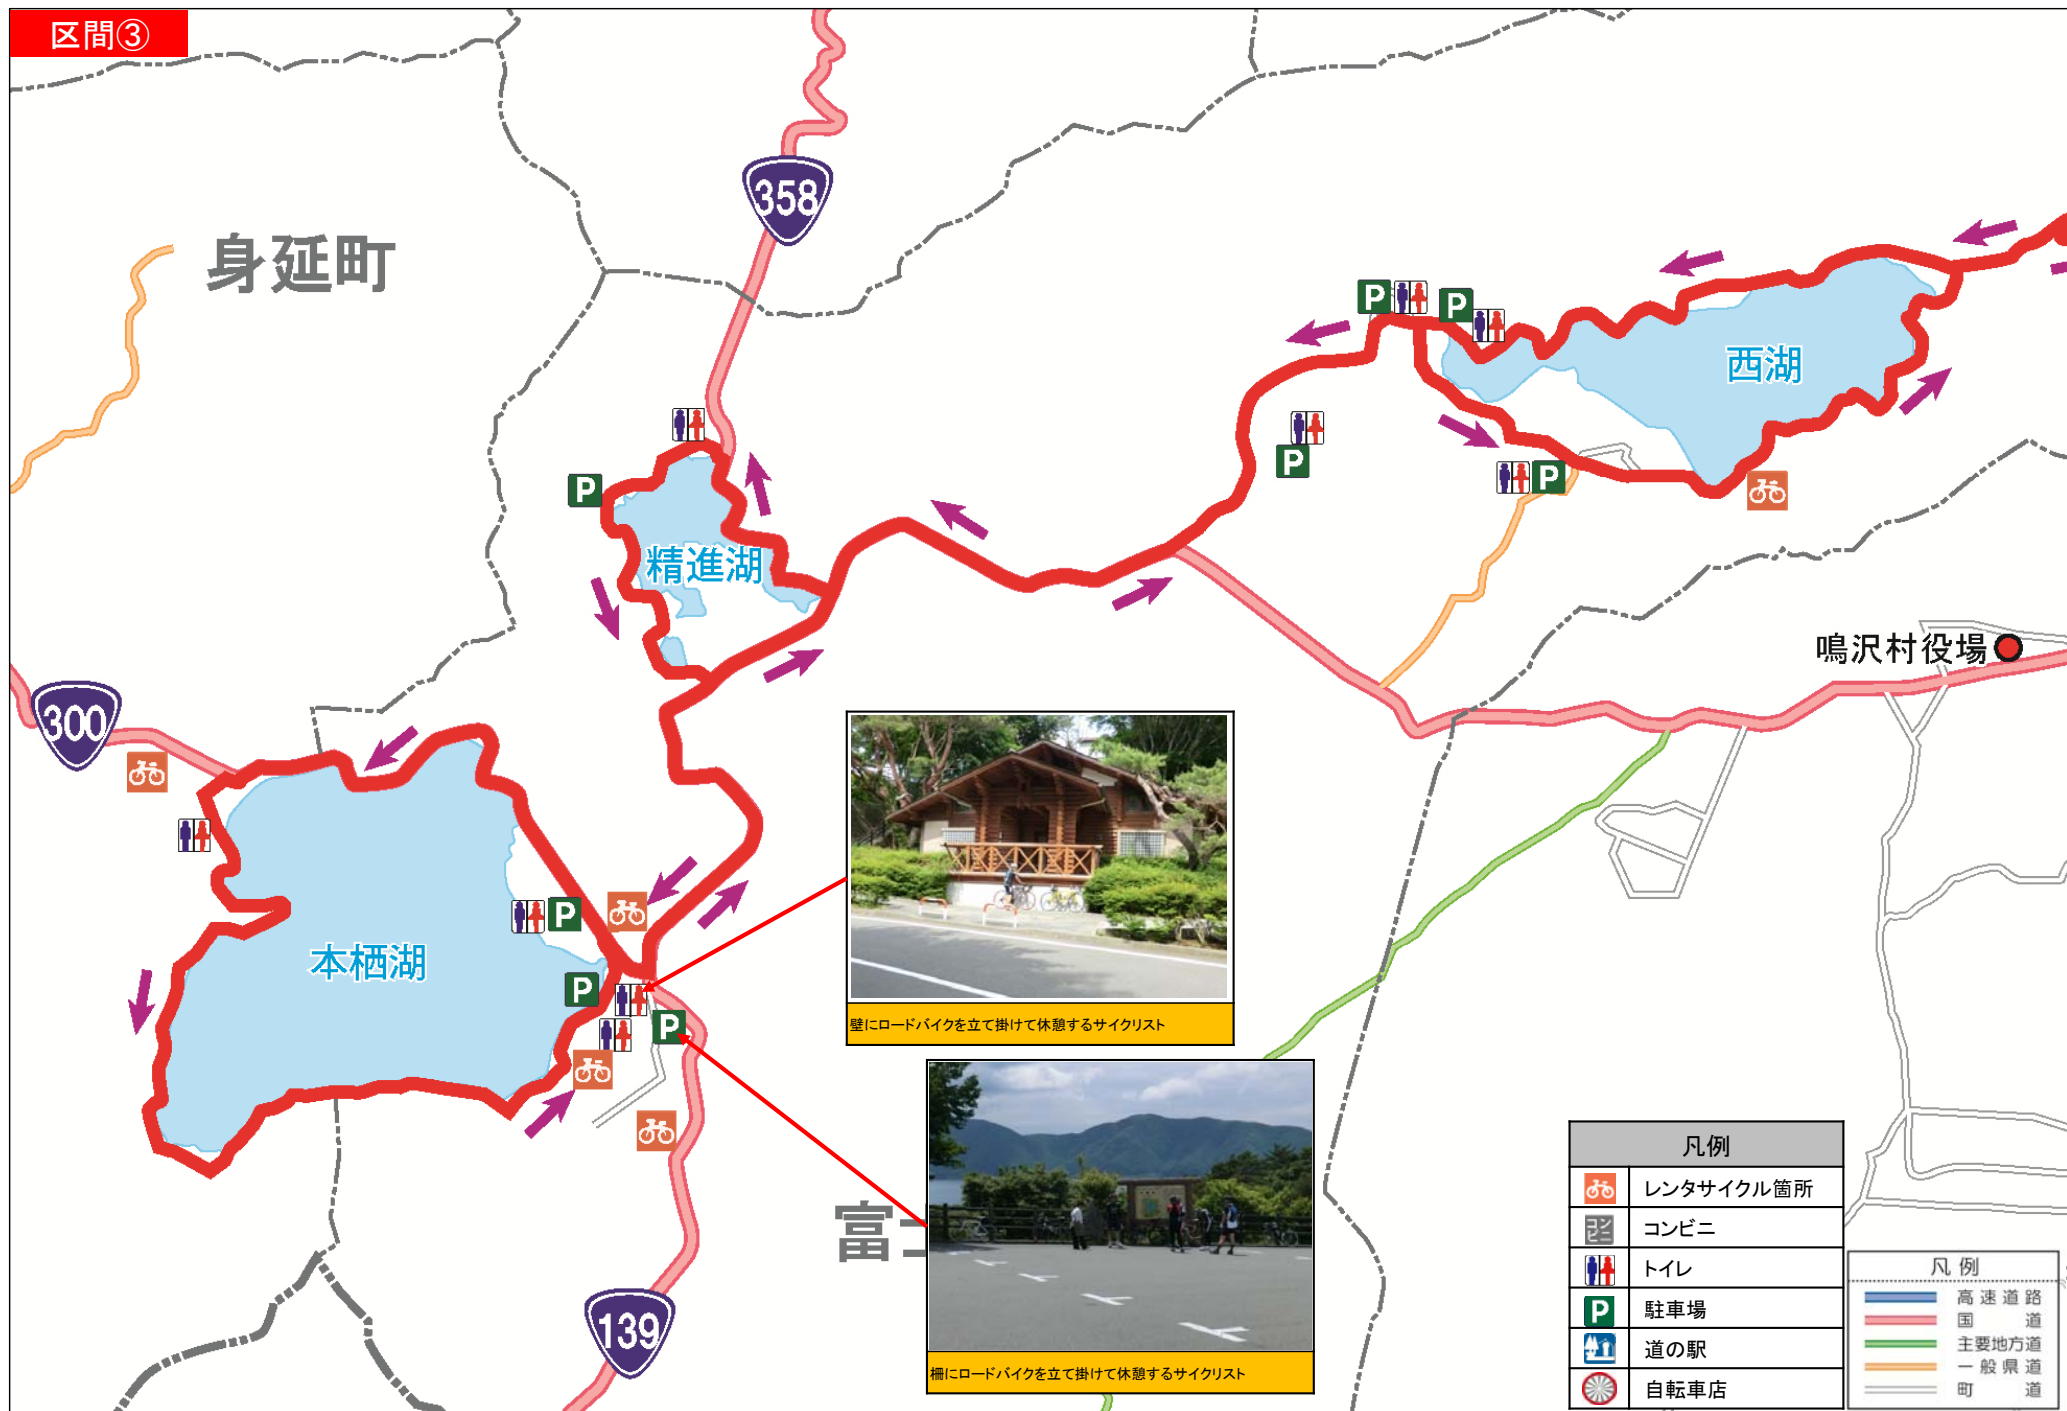 区間③
358
身延町
西湖
精進湖
鳴沢村役場
300
本栖湖
壁にロードバイクを立て掛けて休憩するサイクリスト
富士
139
柵にロードバイクを立て掛けて休憩するサイクリスト
凡例
レンタサイクル箇所
コンビニ コンビニ
トイレ
P 駐車場
道の駅
自転車店
凡例
高速道路
国道
主要地方道
一般県道
町道
P
P
P
P
P
P
P
P